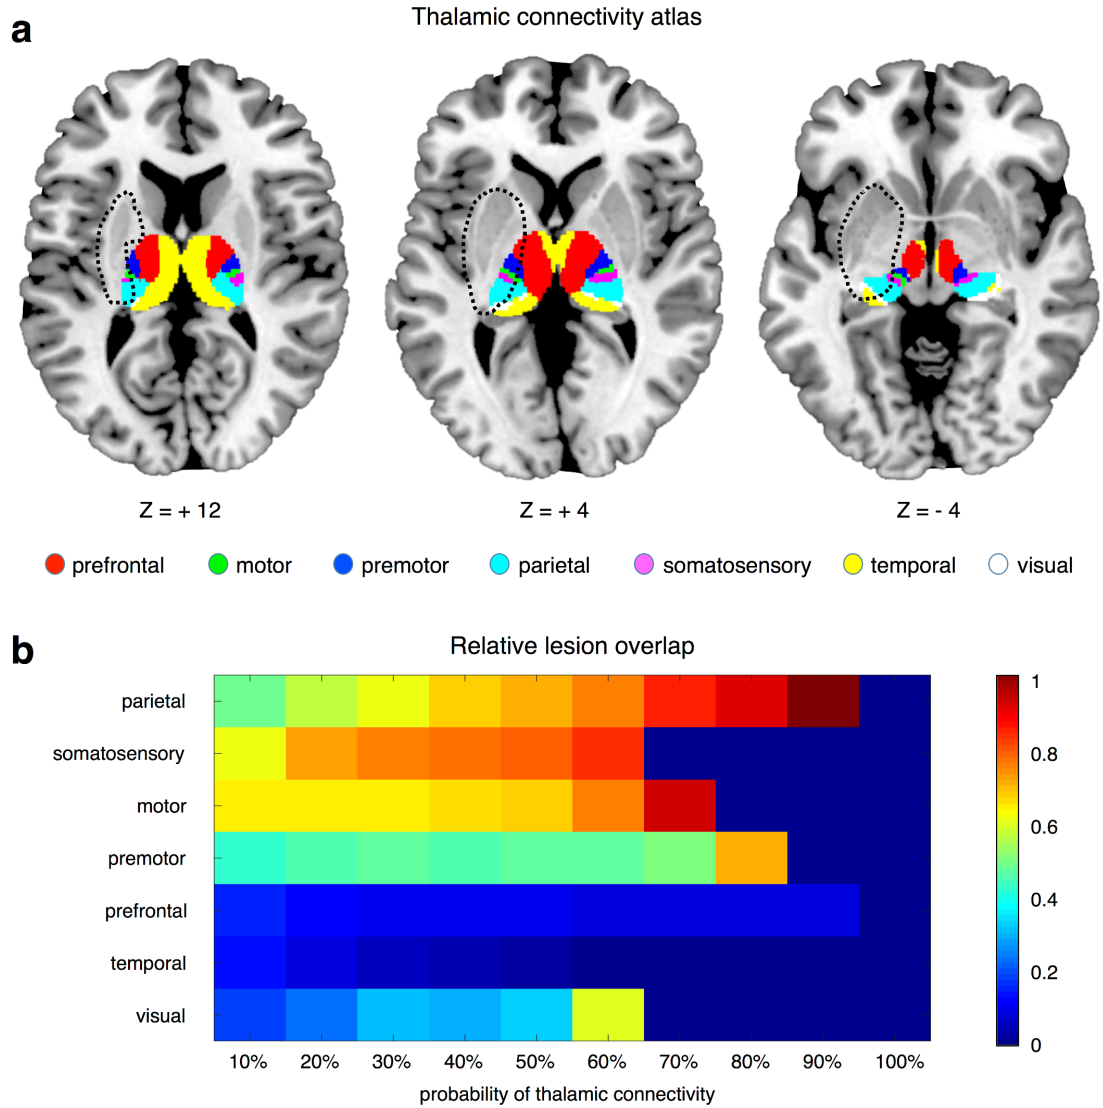 a
Thalamic connectivity atlas
Z = + 12
Z = + 4
Z = - 4
prefrontal
motor
premotor
parietal
somatosensory
temporal
visual
b
Relative lesion overlap
parietal
somatosensory
motor
premotor
prefrontal
temporal
visual
10% 20% 30% 40% 50% 60% 70% 80% 90% 100%
probability of thalamic connectivity
1
0.8
0.6
0.4
0.2
0